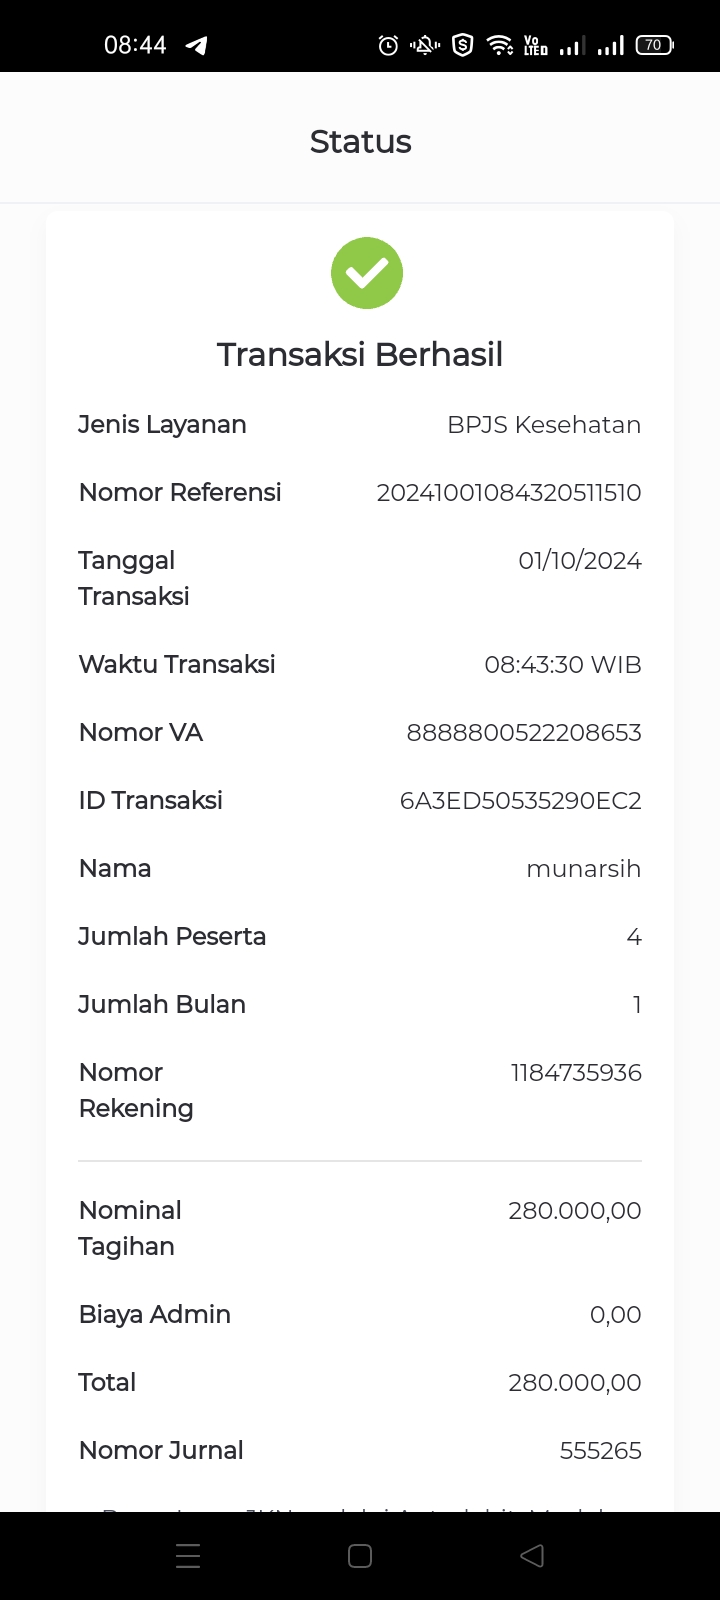 08:44
Vo
LTED
70
Status
Transaksi Berhasil
Jenis Layanan BPJS Kesehatan
Nomor Referensi 20241001084320511510
Tanggal 01/10/2024
Transaksi
Waktu Transaksi 08:43:30 WIB
Nomor VA 8888800522208653
ID Transaksi 6A3ED50535290EC2
Nama munarsih
Jumlah Peserta 4
Jumlah Bulan 1
Nomor 1184735936
Rekening
Nominal 280.000,00
Tagihan
Biaya Admin 0,00
Total 280.000,00
Nomor Jurnal 555265